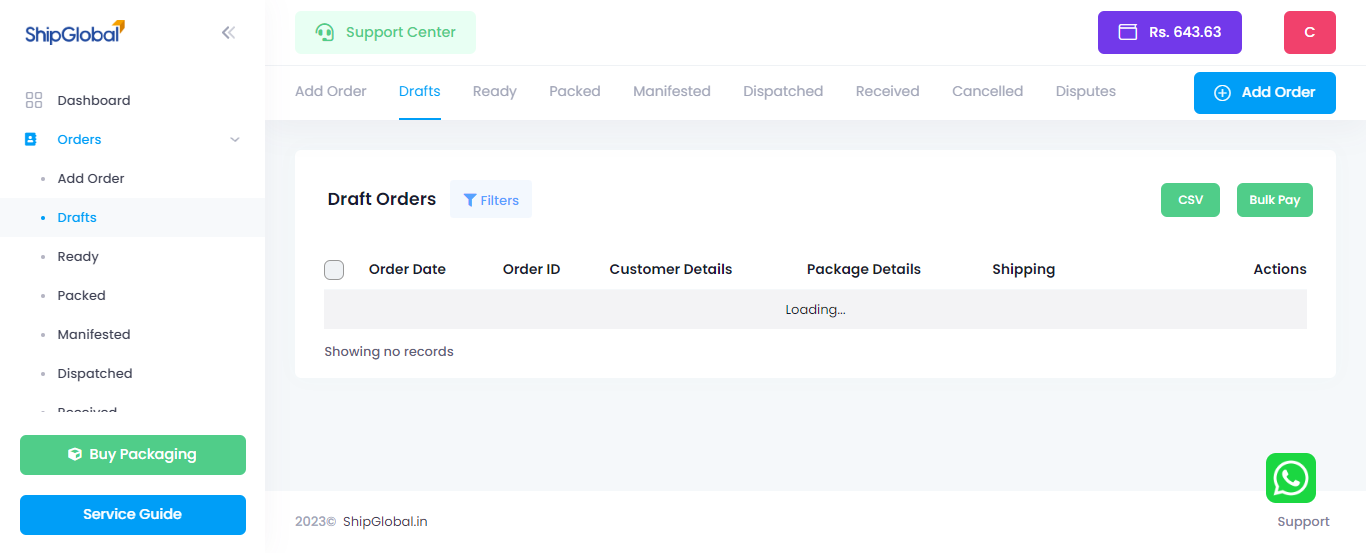 ShipGlobal
Support Center
Rs. 643.63
C
Add Order
Drafts
Ready
Packed
Manifested
Dispatched
Received
Cancelled
Disputes
Add Order
Dashboard
Orders
Add Order
Drafts
Ready
Packed
Manifested
Dispatched
Received
Buy Packaging
Service Guide
Draft Orders
Filters
CSV
Bulk Pay
Order Date
Order ID
Customer Details
Package Details
Shipping
Actions
Loading...
Showing no records
2023© ShipGlobal.in
Support